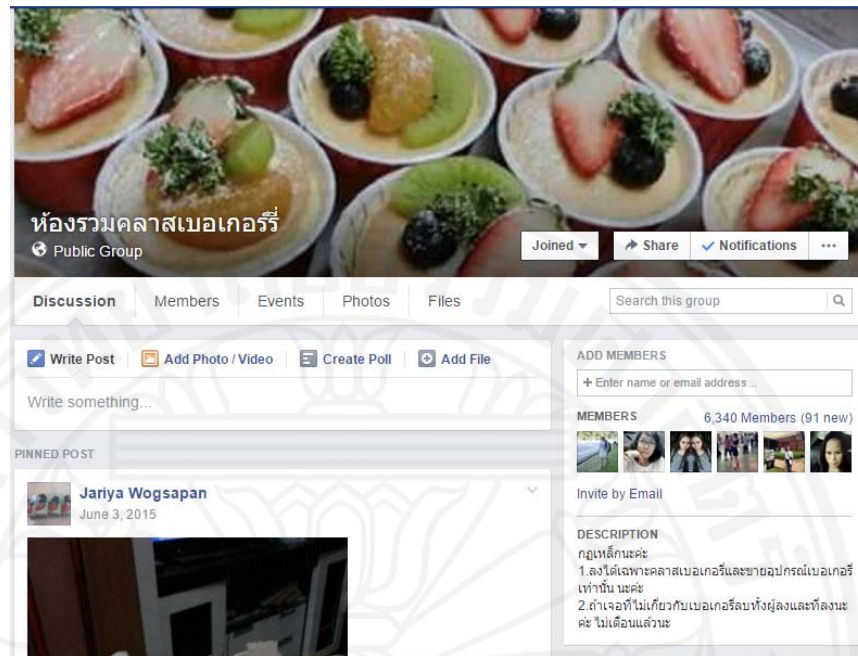 ห้องรวมคลาสเบอเกอร์รี่
Public Group
Joined
Share
Notifications
Discussion
Members
Events
Photos
Files
Search this group
Write Post
Add Photo / Video
Create Poll
Add File
Write something...
PINNED POST
Jariya Wogsapan
June 3, 2015
ADD MEMBERS
+ Enter name or email address...
MEMBERS
6,340 Members (91 new)
Invite by Email
DESCRIPTION
กฏเหล็กนะค่ะ
1.ลงได้เฉพาะคลาสเบอเกอรี่และขายอุปกรณ์เบอเกอรี่
เท่านั้น นะค่ะ
2.ถ้าเจอที่ไม่เกี่ยวกับเบอเกอรี่ลบทั้งผู้ลงและที่ลงนะ
ค่ะ ไม่เตือนแล้วนะ